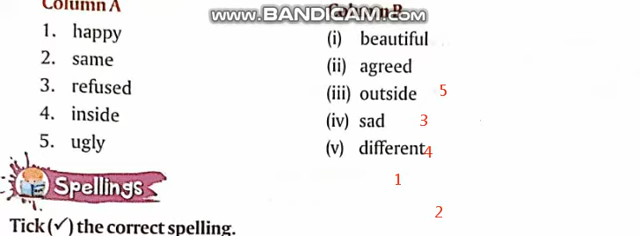 Column A
www.BANDICAM.com
Column B
1. happy
(i) beautiful
2. same
(ii) agreed
3. refused
(iii) outside 5
4. inside
(iv) sad 3
5. ugly
(v) different 4
1
Spellings
2
Tick (✓) the correct spelling.